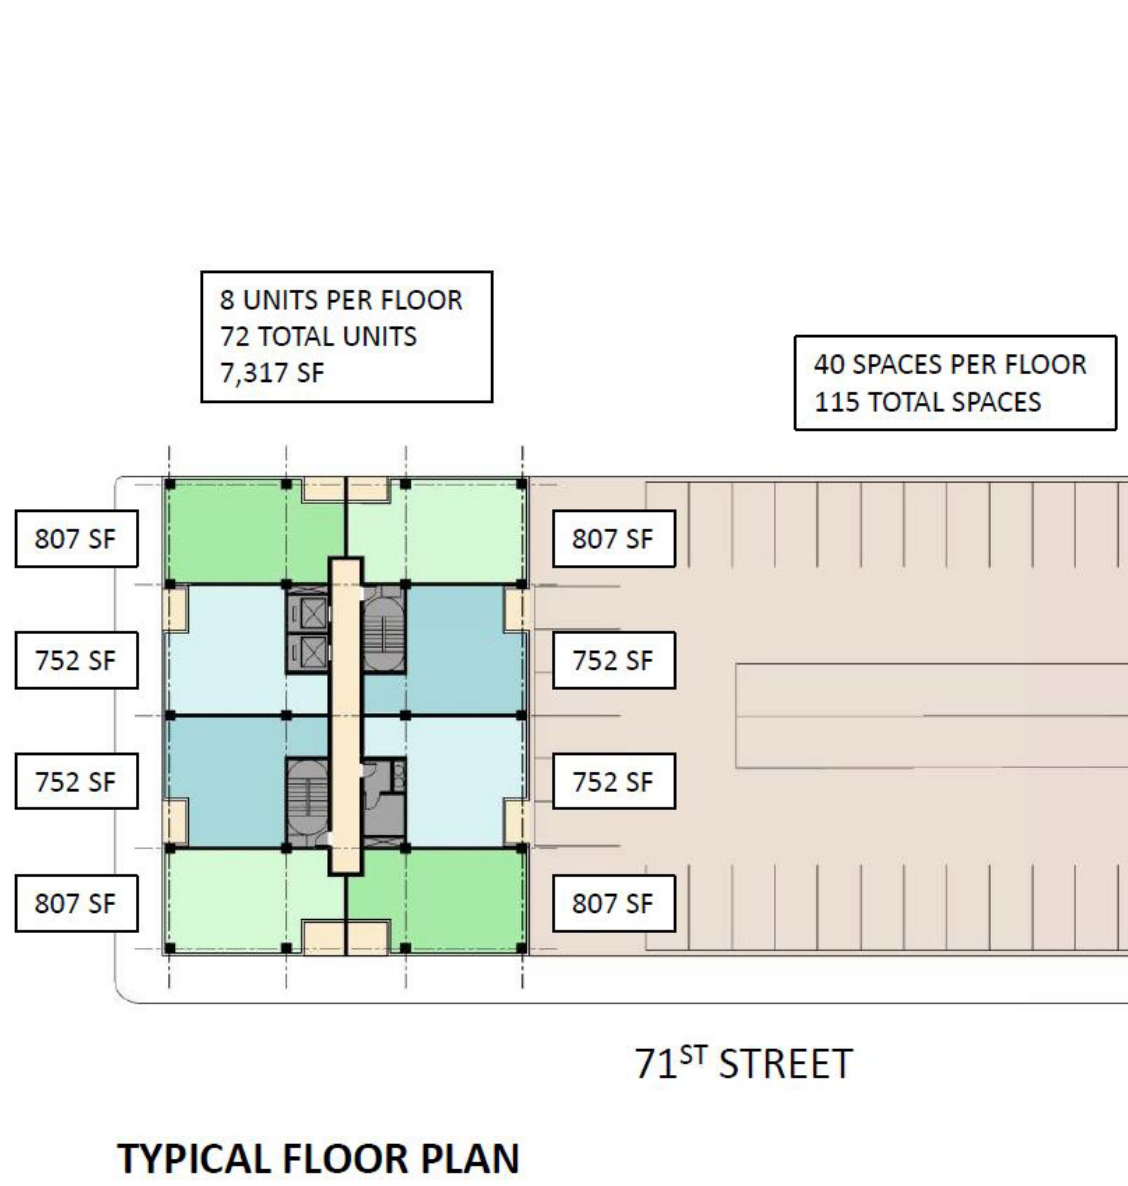 8 UNITS PER FLOOR
72 TOTAL UNITS
7,317 SF
40 SPACES PER FLOOR
115 TOTAL SPACES
807 SF
807 SF
752 SF
752 SF
752 SF
752 SF
807 SF
807 SF
71ST STREET
TYPICAL FLOOR PLAN